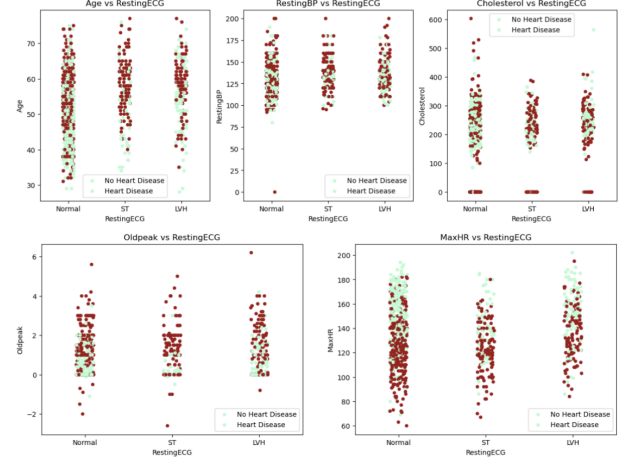 Age vs RestingECG
RestingBP vs RestingECG
Cholesterol vs RestingECG
70
60
50
40
30
Age
No Heart Disease
Heart Disease
Normal
ST
LVH
RestingECG
200
175
150
125
100
75
50
25
0
RestingBP
No Heart Disease
Heart Disease
Normal
ST
LVH
RestingECG
600
500
400
300
200
100
0
Cholesterol
No Heart Disease
Heart Disease
Normal
ST
LVH
RestingECG
Oldpeak vs RestingECG
MaxHR vs RestingECG
6
4
2
0
−2
Oldpeak
No Heart Disease
Heart Disease
Normal
ST
LVH
RestingECG
200
180
160
140
120
100
80
60
MaxHR
No Heart Disease
Heart Disease
Normal
ST
LVH
RestingECG